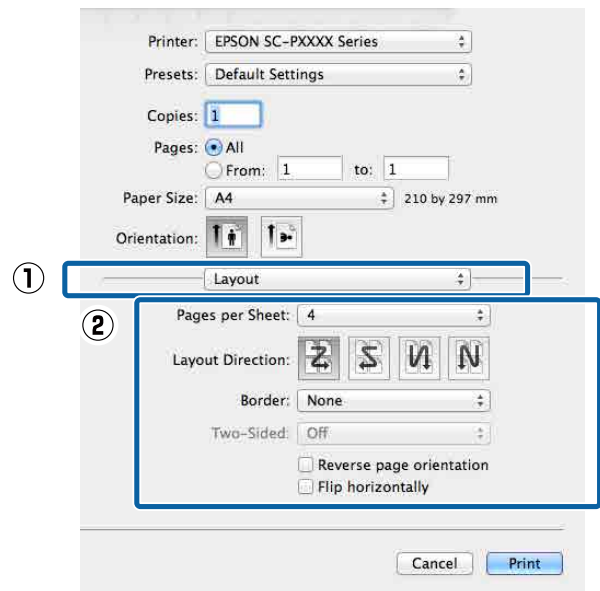 Printer: EPSON SC-PXXXX Series
Presets: Default Settings
Copies: 1
Pages: All
From: 1 to: 1
Paper Size: A4 210 by 297 mm
Orientation:
① Layout
②
Pages per Sheet: 4
Layout Direction:
Border: None
Two-Sided: Off
Reverse page orientation
Flip horizontally
Cancel Print